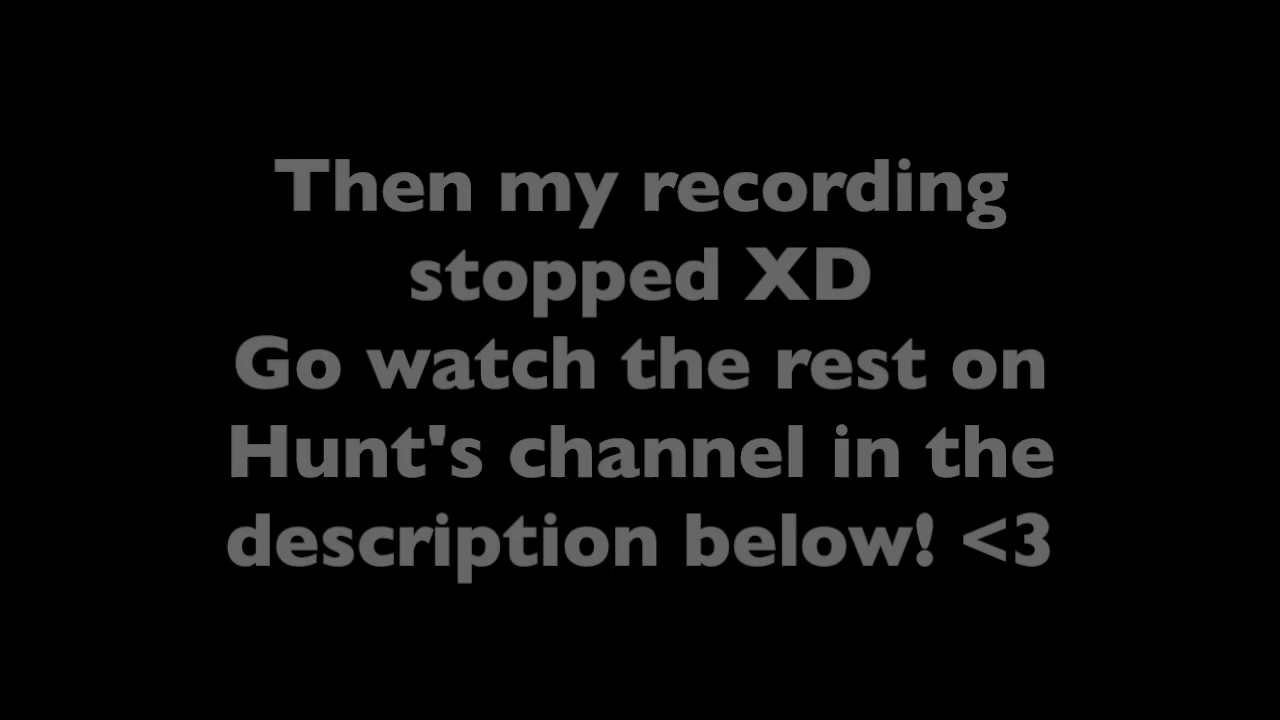 Then my recording
stopped XD
Go watch the rest on
Hunt's channel in the
description below! <3